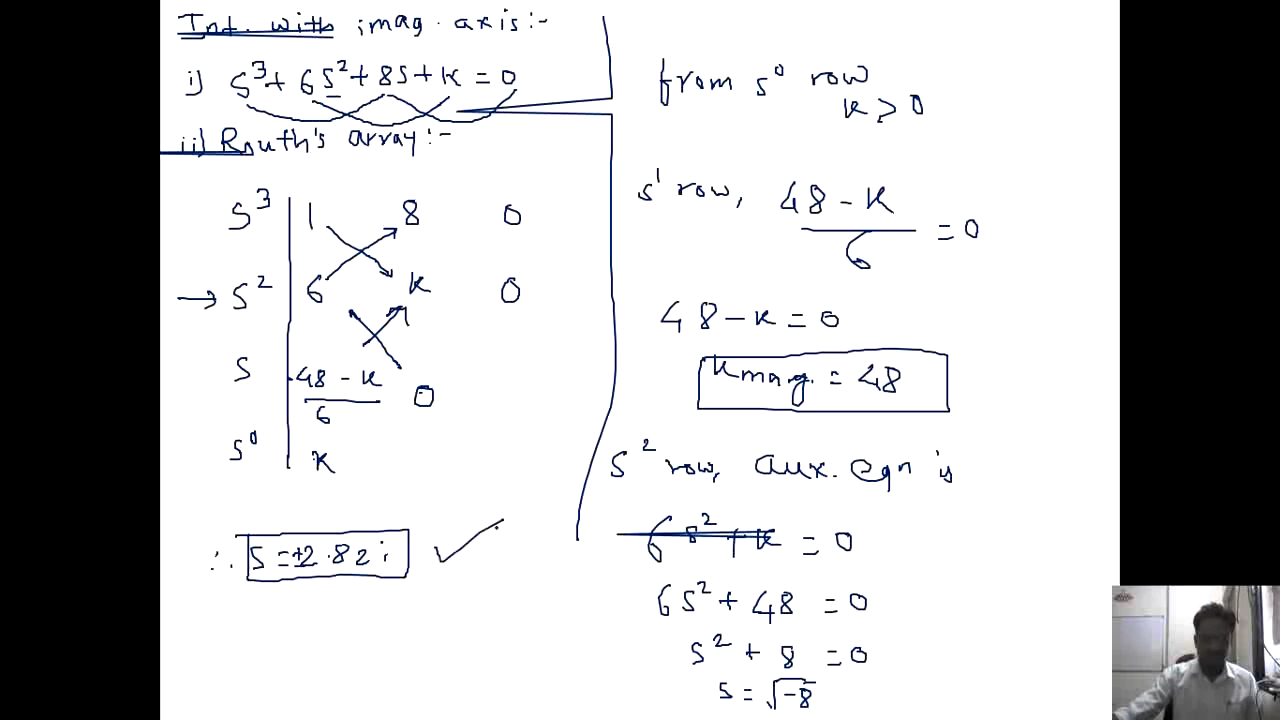 Int. with imag. axis:-
i) S³ + 6S² + 8S + K = 0
ii) Routh's array:-
S³ | 1 8 0
→ S² | 6 K 0
S | 48 - K / 6 0
S⁰ | K
∴ S = ±2.82 i ✓
from s⁰ row
K > 0
s¹ row, 48 - K / 6 = 0
48 - K = 0
Kmag. = 48
S² row, aux. eqn is
6s² + K = 0
6S² + 48 = 0
s² + 8 = 0
s = √-8